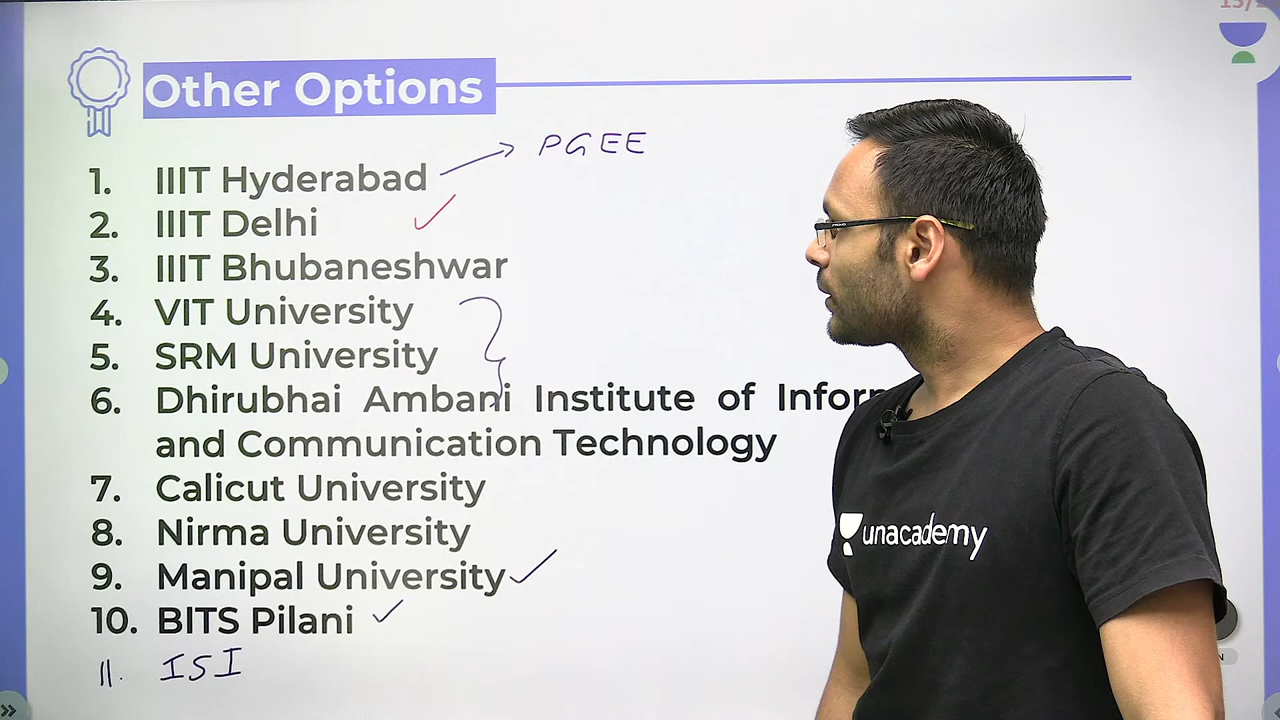 Other Options
1. IIIT Hyderabad → PGEE
2. IIIT Delhi ✓
3. IIIT Bhubaneshwar
4. VIT University
5. SRM University
6. Dhirubhai Ambani Institute of Infor
and Communication Technology
7. Calicut University
8. Nirma University
9. Manipal University ✓
10. BITS Pilani ✓
11. ISI
unacademy